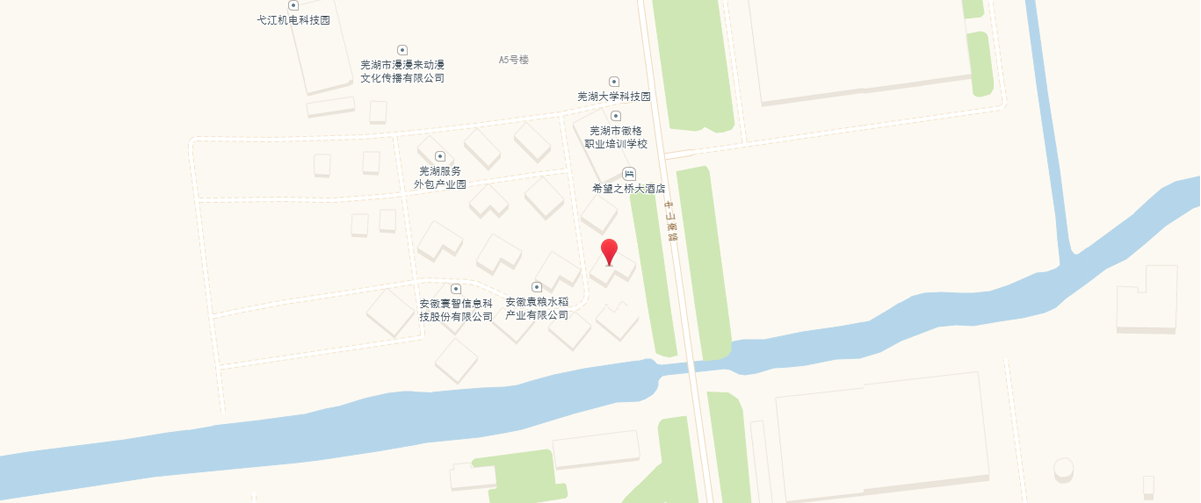 弋江机电科技园
芜湖市漫漫来动漫
文化传播有限公司
A5号楼
芜湖大学科技园
芜湖市徽格
职业培训学校
芜湖服务
外包产业园
希望之桥大酒店
安徽寰智信息科
技股份有限公司
安徽袁粮水稻
产业有限公司